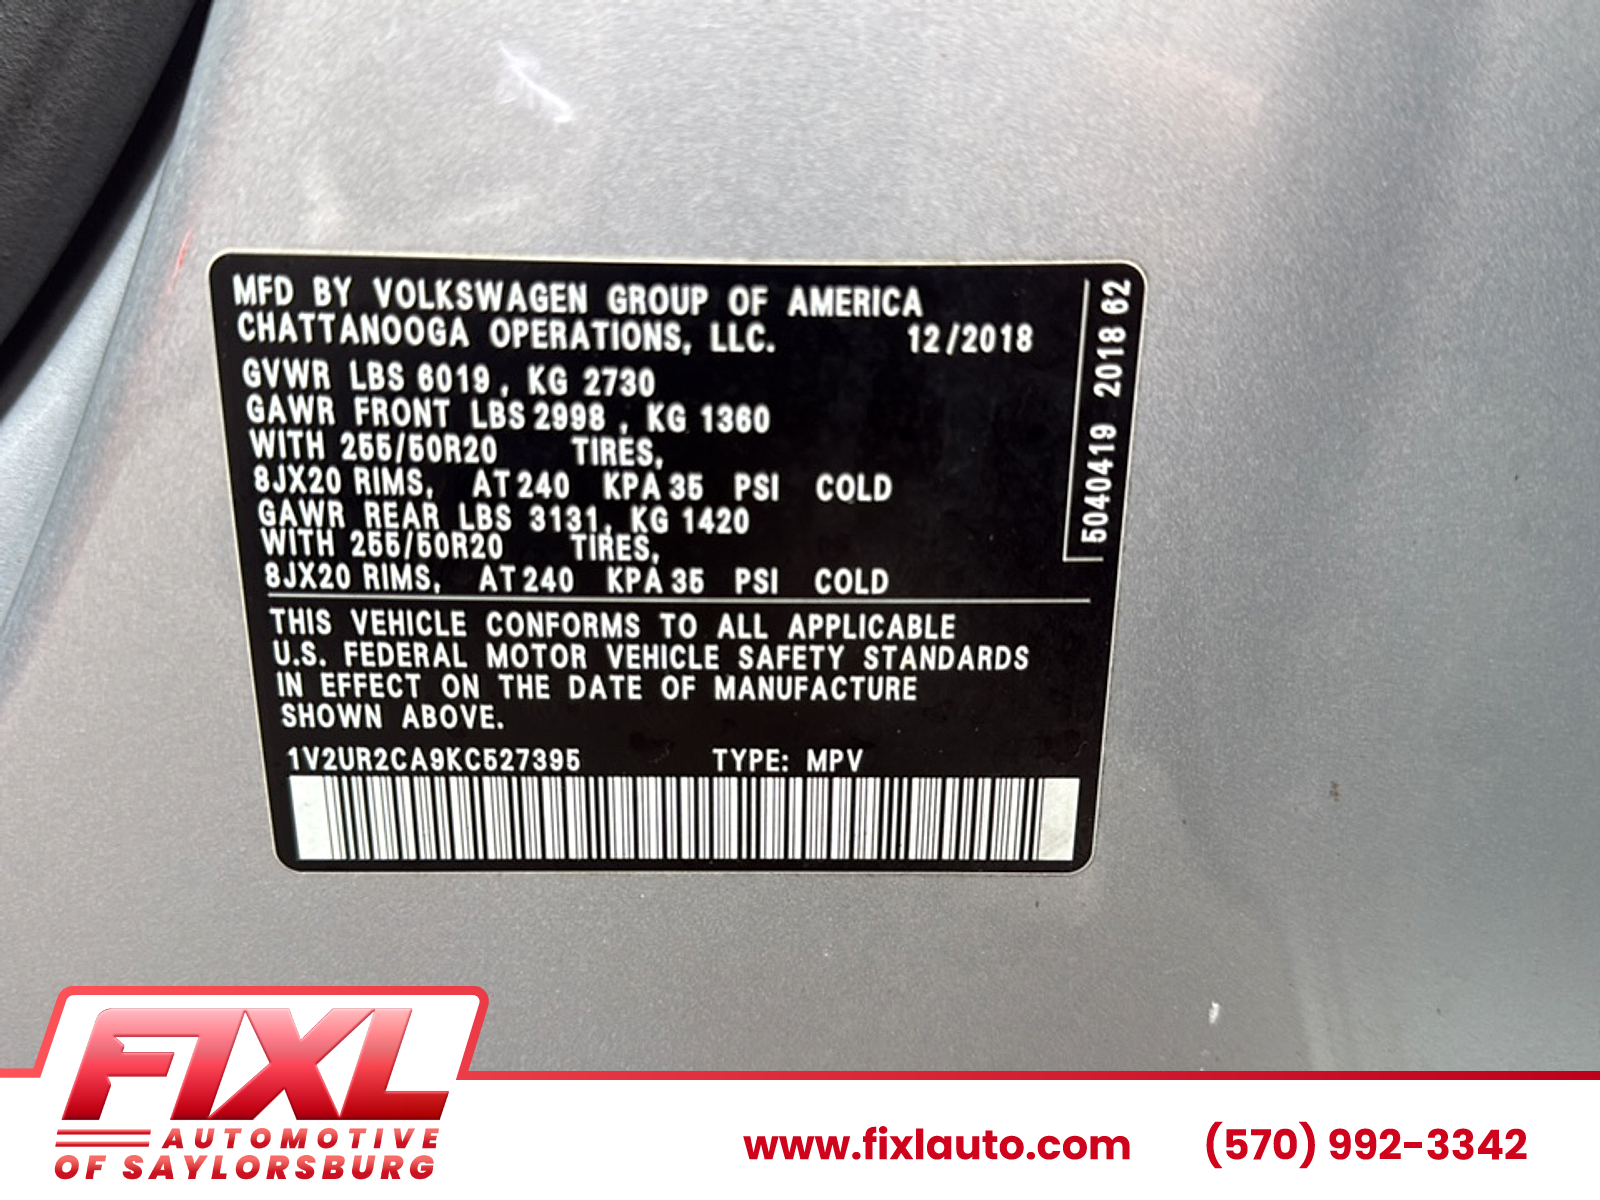 MFD BY VOLKSWAGEN GROUP OF AMERICA
CHATTANOOGA OPERATIONS, LLC. 12/2018
GVWR LBS 6019, KG 2730
GAWR FRONT LBS 2998, KG 1360
WITH 255/50R20 TIRES,
8JX20 RIMS, AT 240 KPA 35 PSI COLD
GAWR REAR LBS 3131, KG 1420
WITH 255/50R20 TIRES,
8JX20 RIMS, AT 240 KPA 35 PSI COLD
THIS VEHICLE CONFORMS TO ALL APPLICABLE
U.S. FEDERAL MOTOR VEHICLE SAFETY STANDARDS
IN EFFECT ON THE DATE OF MANUFACTURE
SHOWN ABOVE.
1V2UR2CA9KC527395 TYPE: MPV
5040419 2018 62
FIXL
AUTOMOTIVE
OF SAYLORSBURG
www.fixlauto.com (570) 992-3342